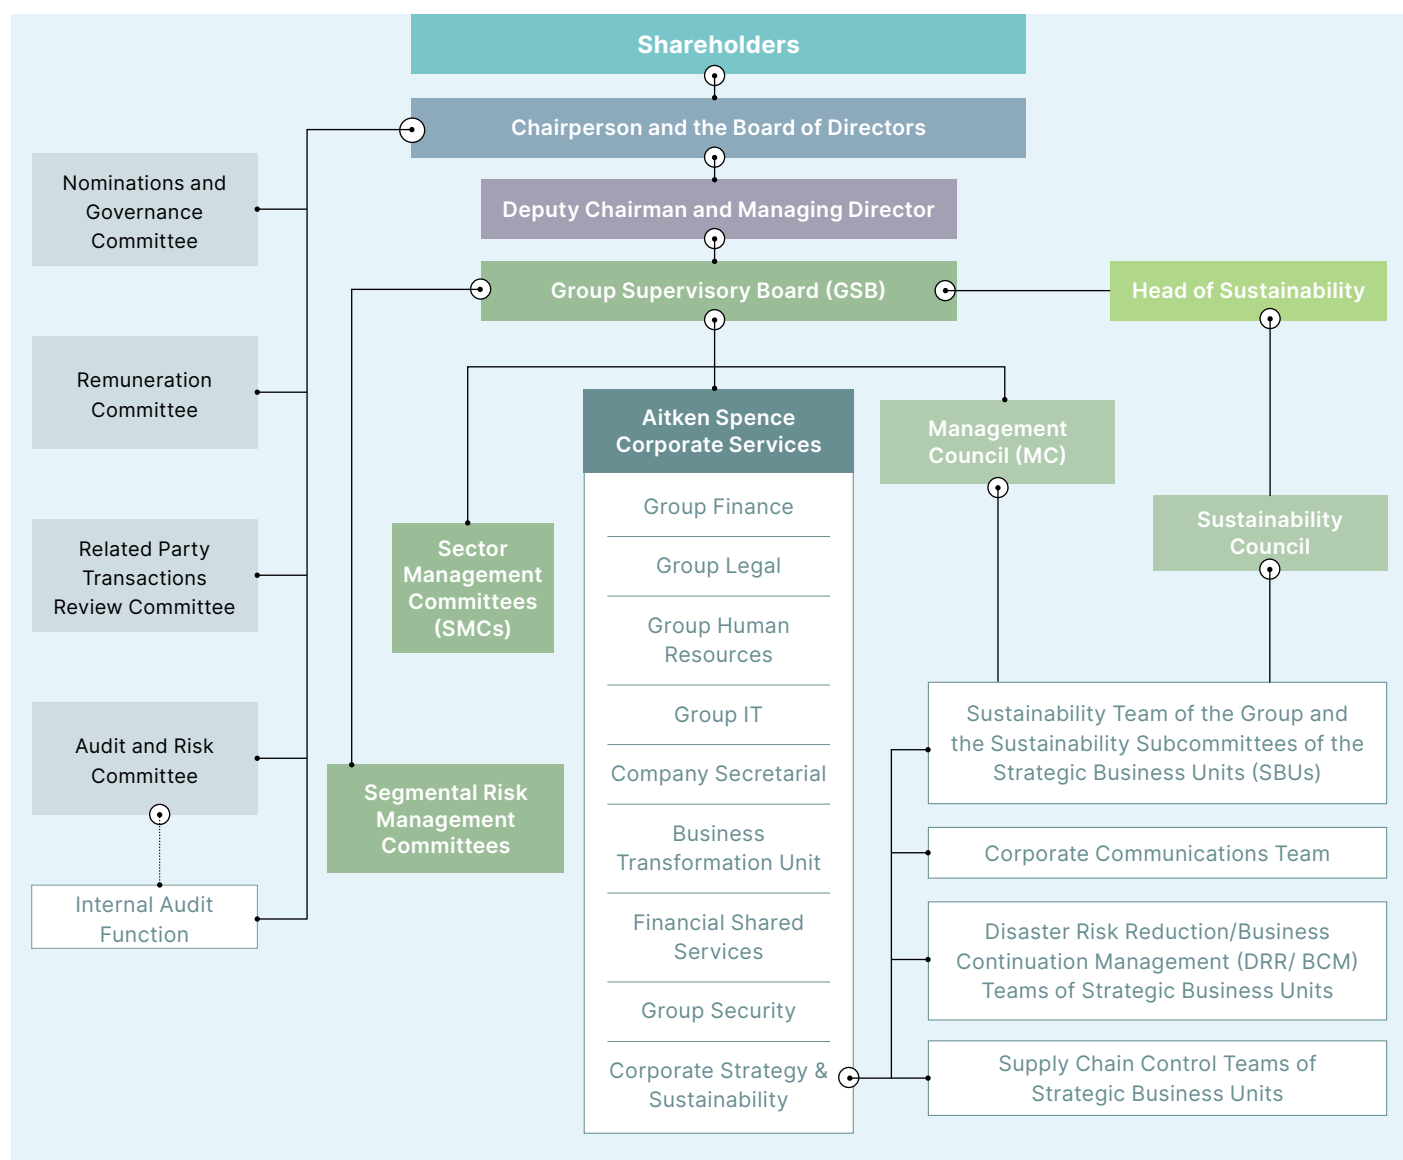 Shareholders
Chairperson and the Board of Directors
Deputy Chairman and Managing Director
Group Supervisory Board (GSB)
Head of Sustainability
Nominations and
Governance
Committee
Remuneration
Committee
Related Party
Transactions
Review Committee
Audit and Risk
Committee
Internal Audit
Function
Sector
Management
Committees
(SMCs)
Segmental Risk
Management
Committees
Aitken Spence
Corporate Services
Group Finance
Group Legal
Group Human
Resources
Group IT
Company Secretarial
Business
Transformation Unit
Financial Shared
Services
Group Security
Corporate Strategy &
Sustainability
Management
Council (MC)
Sustainability
Council
Sustainability Team of the Group and
the Sustainability Subcommittees of the
Strategic Business Units (SBUs)
Corporate Communications Team
Disaster Risk Reduction/Business
Continuation Management (DRR/ BCM)
Teams of Strategic Business Units
Supply Chain Control Teams of
Strategic Business Units